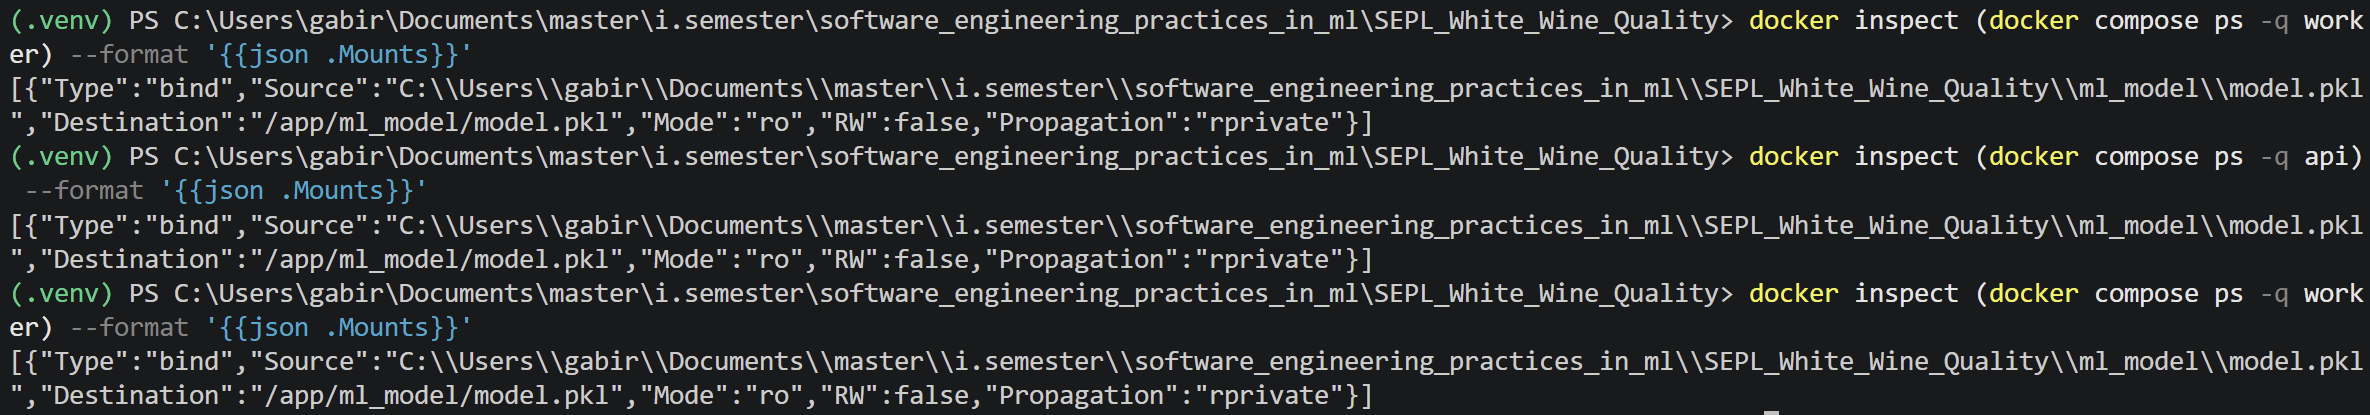 (.venv) PS C:\Users\gabir\Documents\master\i.semester\software_engineering_practices_in_ml\SEPL_White_Wine_Quality> docker inspect (docker compose ps -q work
er) --format '{{json .Mounts}}'
[{"Type":"bind","Source":"C:\\Users\\gabir\\Documents\\master\\i.semester\\software_engineering_practices_in_ml\\SEPL_White_Wine_Quality\\ml_model\\model.pkl
","Destination":"/app/ml_model/model.pkl","Mode":"ro","RW":false,"Propagation":"rprivate"}]
(.venv) PS C:\Users\gabir\Documents\master\i.semester\software_engineering_practices_in_ml\SEPL_White_Wine_Quality> docker inspect (docker compose ps -q api)
 --format '{{json .Mounts}}'
[{"Type":"bind","Source":"C:\\Users\\gabir\\Documents\\master\\i.semester\\software_engineering_practices_in_ml\\SEPL_White_Wine_Quality\\ml_model\\model.pkl
","Destination":"/app/ml_model/model.pkl","Mode":"ro","RW":false,"Propagation":"rprivate"}]
(.venv) PS C:\Users\gabir\Documents\master\i.semester\software_engineering_practices_in_ml\SEPL_White_Wine_Quality> docker inspect (docker compose ps -q work
er) --format '{{json .Mounts}}'
[{"Type":"bind","Source":"C:\\Users\\gabir\\Documents\\master\\i.semester\\software_engineering_practices_in_ml\\SEPL_White_Wine_Quality\\ml_model\\model.pkl
","Destination":"/app/ml_model/model.pkl","Mode":"ro","RW":false,"Propagation":"rprivate"}]